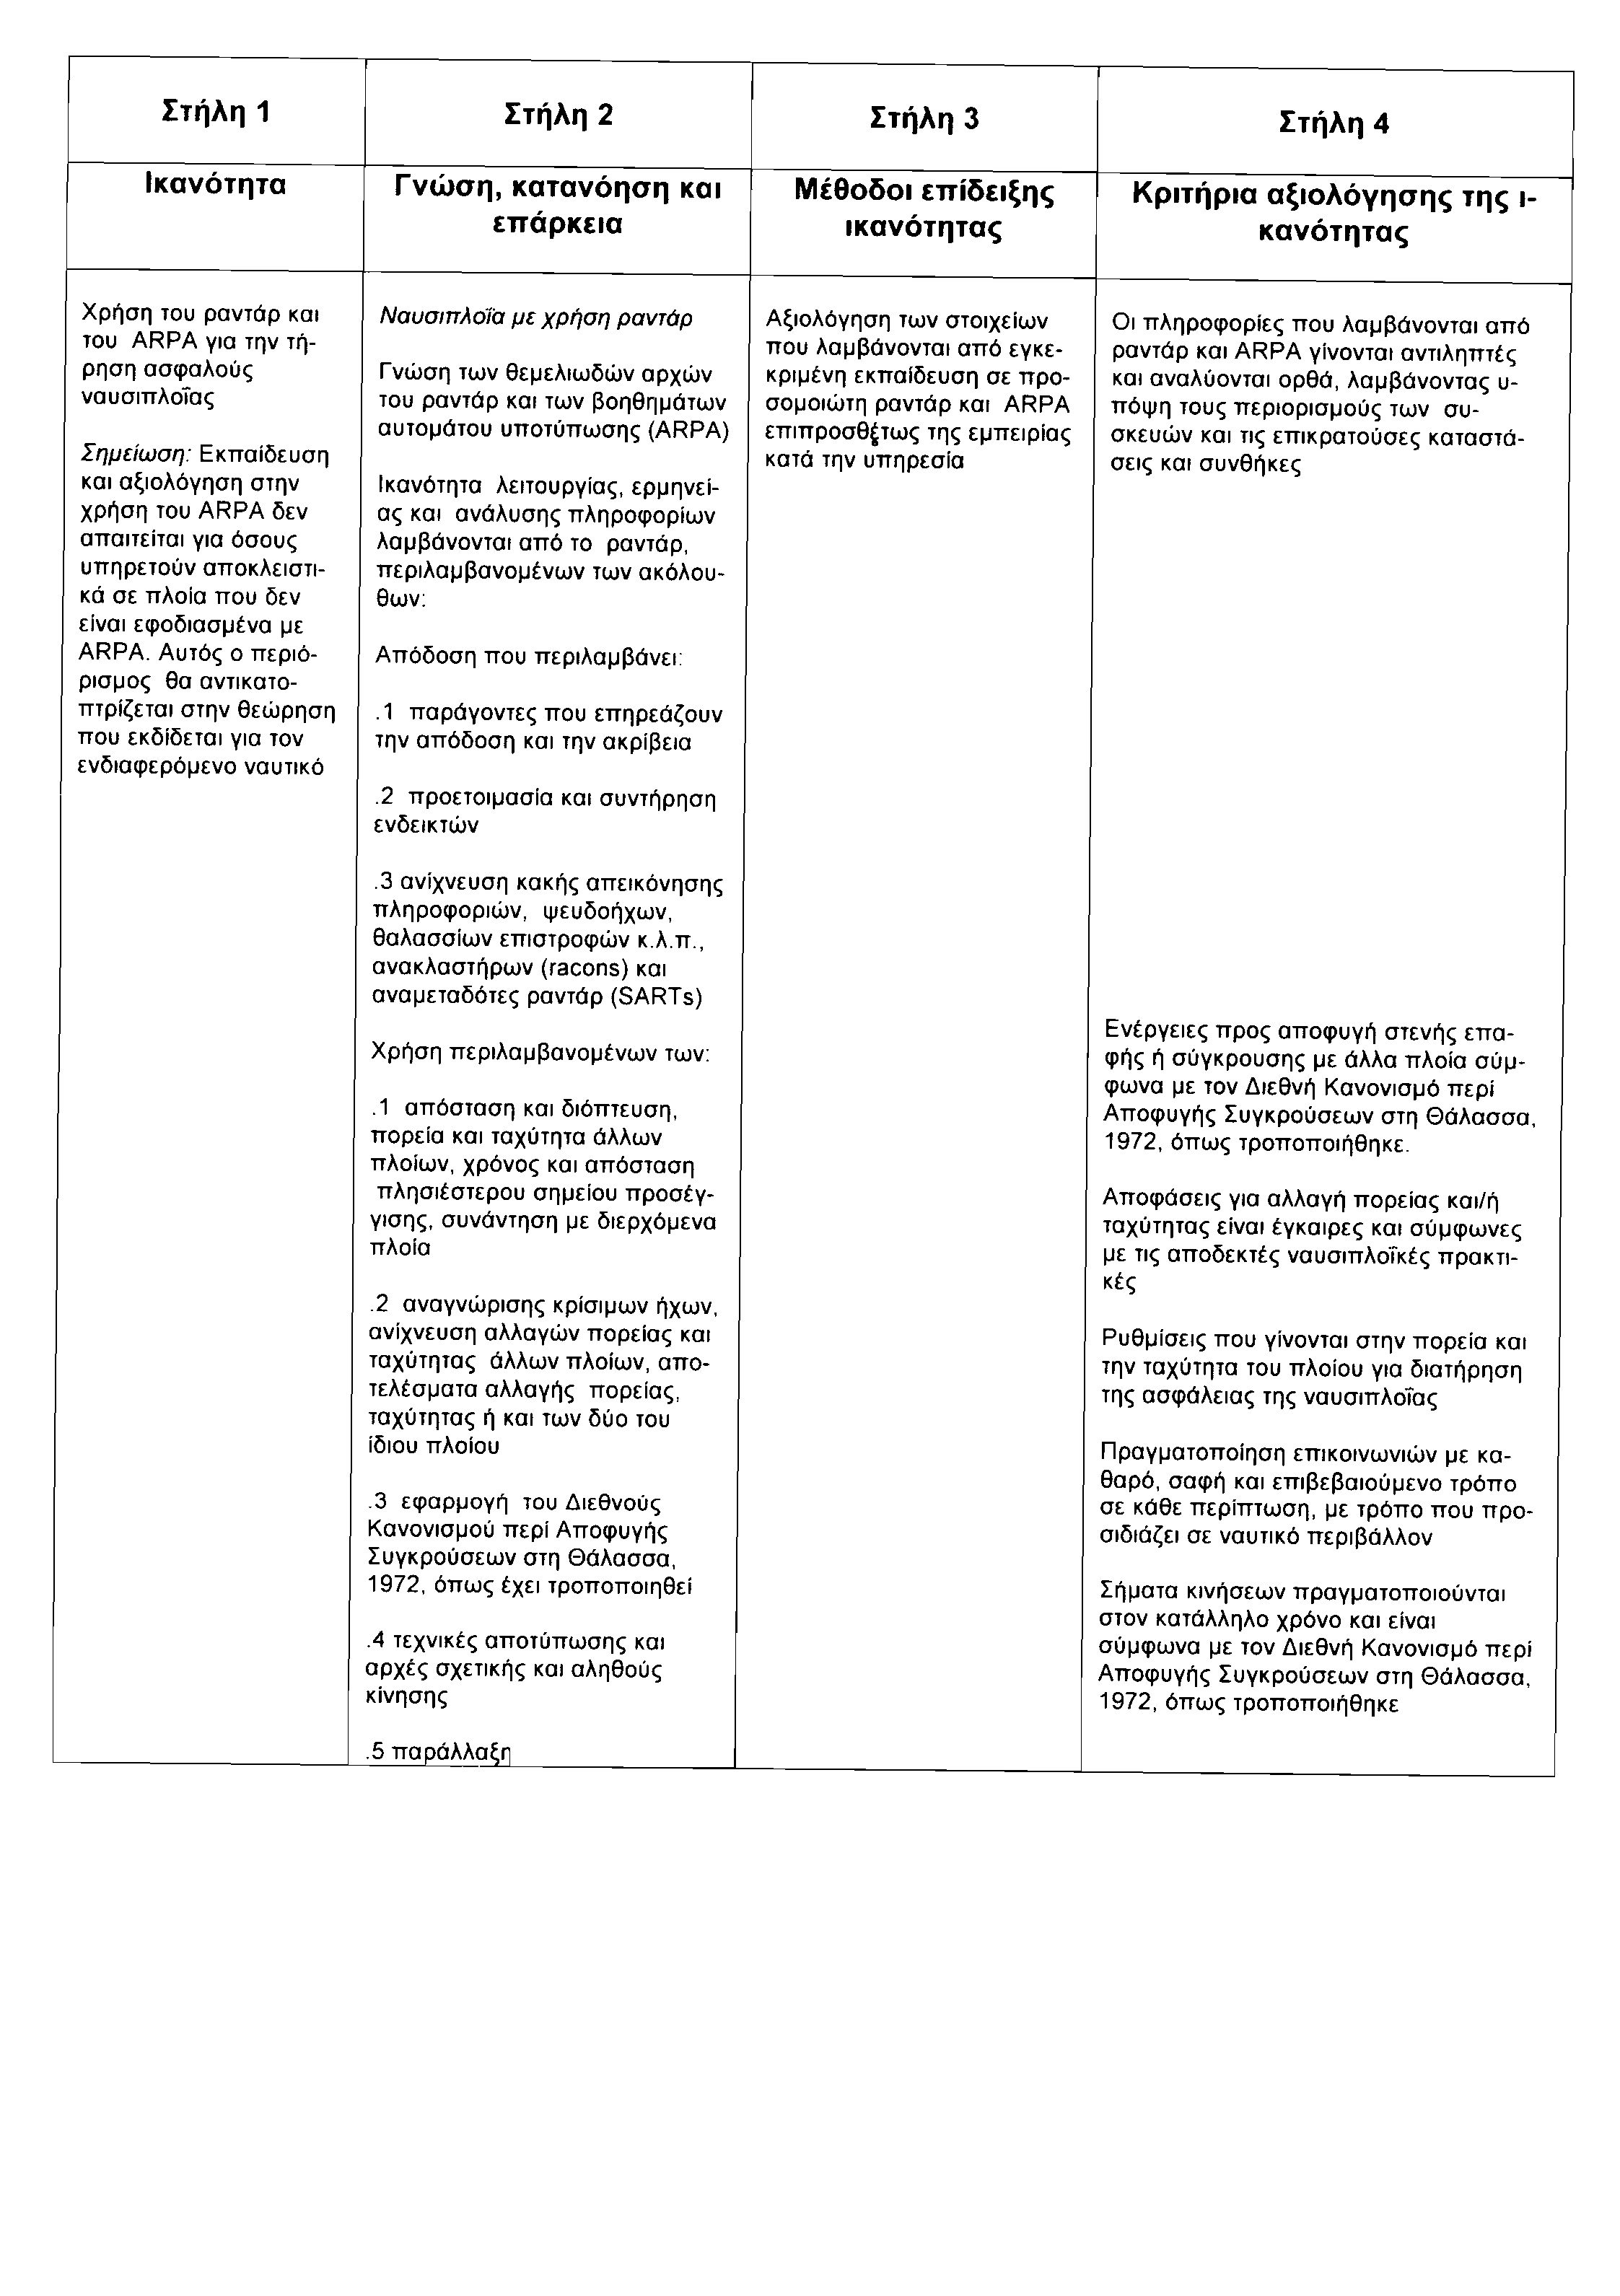 Στήλη 1
Στήλη 2
Στήλη 3
Στήλη 4
Ικανότητα
Γνώση, κατανόηση και
επάρκεια
Μέθοδοι επίδειξης
ικανότητας
Κριτήρια αξιολόγησης της ι-
κανότητας
Χρήση του ραντάρ και
του ARPA για την τή-
ρηση ασφαλούς
ναυσιπλοΐας
Σημείωση: Εκπαίδευση
και αξιολόγηση στην
χρήση του ARPA δεν
απαιτείται για όσους
υπηρετούν αποκλειστι-
κά σε πλοία που δεν
είναι εφοδιασμένα με
ARPA. Αυτός ο περιό-
ρισμος θα αντικατο-
πτρίζεται στην θεώρηση
που εκδίδεται για τον
ενδιαφερόμενο ναυτικό
Ναυσιπλοΐα με χρήση ραντάρ
Γνώση των θεμελιωδών αρχών
του ραντάρ και των βοηθημάτων
αυτομάτου υποτύπωσης (ARPA)
Ικανότητα λειτουργίας, ερμηνεί-
ας και ανάλυσης πληροφορίων
λαμβάνονται από το ραντάρ,
περιλαμβανομένων των ακόλου-
θων:
Απόδοση που περιλαμβάνει:
.1 παράγοντες που επηρεάζουν
την απόδοση και την ακρίβεια
.2 προετοιμασία και συντήρηση
ενδεικτών
.3 ανίχνευση κακής απεικόνησης
πληροφοριών, ψευδοήχων,
θαλασσίων επιστροφών κ.λ.π.,
ανακλαστήρων (racons) και
αναμεταδότες ραντάρ (SARTs)
Χρήση περιλαμβανομένων των:
.1 απόσταση και διόπτευση,
πορεία και ταχύτητα άλλων
πλοίων, χρόνος και απόσταση
πλησιέστερου σημείου προσέγ-
γισης, συνάντηση με διερχόμενα
πλοία
.2 αναγνώρισης κρίσιμων ήχων,
ανίχνευση αλλαγών πορείας και
ταχύτητας άλλων πλοίων, απο-
τελέσματα αλλαγής πορείας,
ταχύτητας ή και των δύο του
ίδιου πλοίου
.3 εφαρμογή του Διεθνούς
Κανονισμού περί Αποφυγής
Συγκρούσεων στη Θάλασσα,
1972, όπως έχει τροποποιηθεί
.4 τεχνικές αποτύπωσης και
αρχές σχετικής και αληθούς
κίνησης
.5 παράλλαξη
Αξιολόγηση των στοιχείων
που λαμβάνονται από εγκε-
κριμένη εκπαίδευση σε προ-
σομοιώτη ραντάρ και ARPA
επιπροσθέτως της εμπειρίας
κατά την υπηρεσία
Οι πληροφορίες που λαμβάνονται από
ραντάρ και ARPA γίνονται αντιληπτές
και αναλύονται ορθά, λαμβάνοντας υ-
πόψη τους περιορισμούς των συ-
σκευών και τις επικρατούσες καταστά-
σεις και συνθήκες
Ενέργειες προς αποφυγή στενής επα-
φής ή σύγκρουσης με άλλα πλοία σύμ-
φωνα με τον Διεθνή Κανονισμό περί
Αποφυγής Συγκρούσεων στη Θάλασσα,
1972, όπως τροποποιήθηκε.
Αποφάσεις για αλλαγή πορείας και/ή
ταχύτητας είναι έγκαιρες και σύμφωνες
με τις αποδεκτές ναυσιπλοΐκές πρακτι-
κές
Ρυθμίσεις που γίνονται στην πορεία και
την ταχύτητα του πλοίου για διατήρηση
της ασφάλειας της ναυσιπλοΐας
Πραγματοποίηση επικοινωνιών με κα-
θαρό, σαφή και επιβεβαιούμενο τρόπο
σε κάθε περίπτωση, με τρόπο που προ-
σιδιάζει σε ναυτικό περιβάλλον
Σήματα κινήσεων πραγματοποιούνται
στον κατάλληλο χρόνο και είναι
σύμφωνα με τον Διεθνή Κανονισμό περί
Αποφυγής Συγκρούσεων στη Θάλασσα,
1972, όπως τροποποιήθηκε